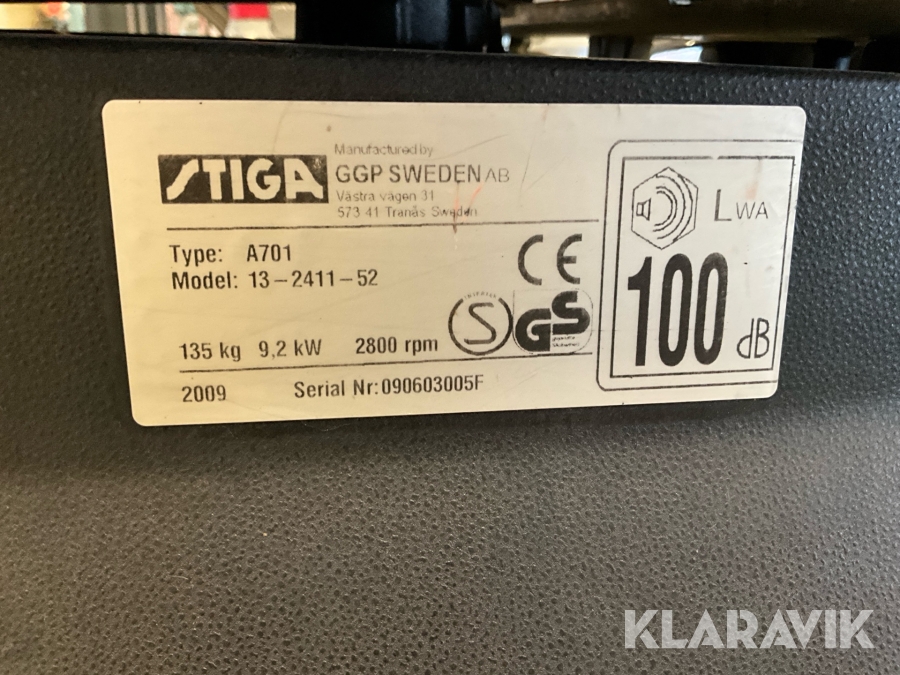 STIGA
Manufactured by
GGP SWEDEN AB
Västra vägen 31
573 41 Tranås Sweden
Type: A701
Model: 13-2411-52
CE
135 kg 9,2 kW 2800 rpm
S
GS
2009 Serial Nr: 090603005F
LWA
100
dB
KLARAVIK